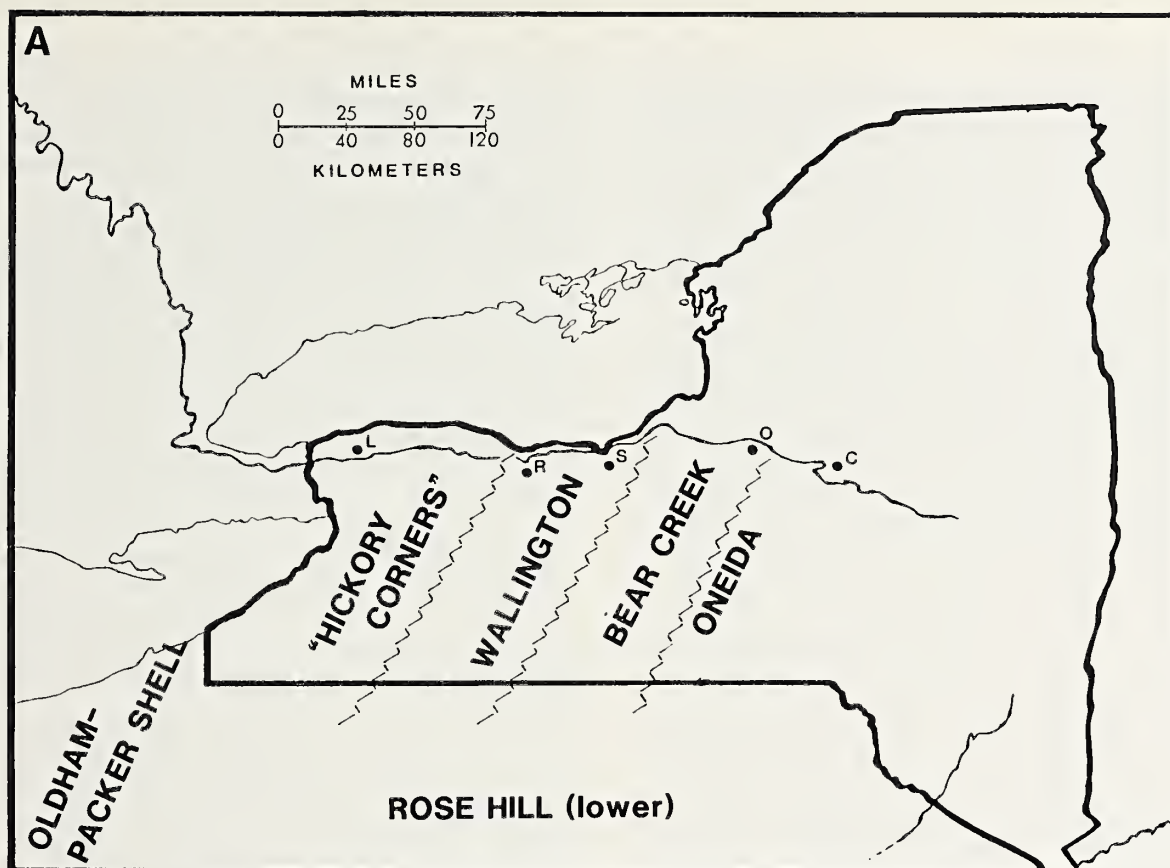 A
MILES
0 25 50 75
0 40 80 120
KILOMETERS
L
R
S
O
C
"HICKORY
CORNERS"
WALLINGTON
BEAR CREEK
ONEIDA
OLDHAM-
PACKER SHELL
ROSE HILL (lower)